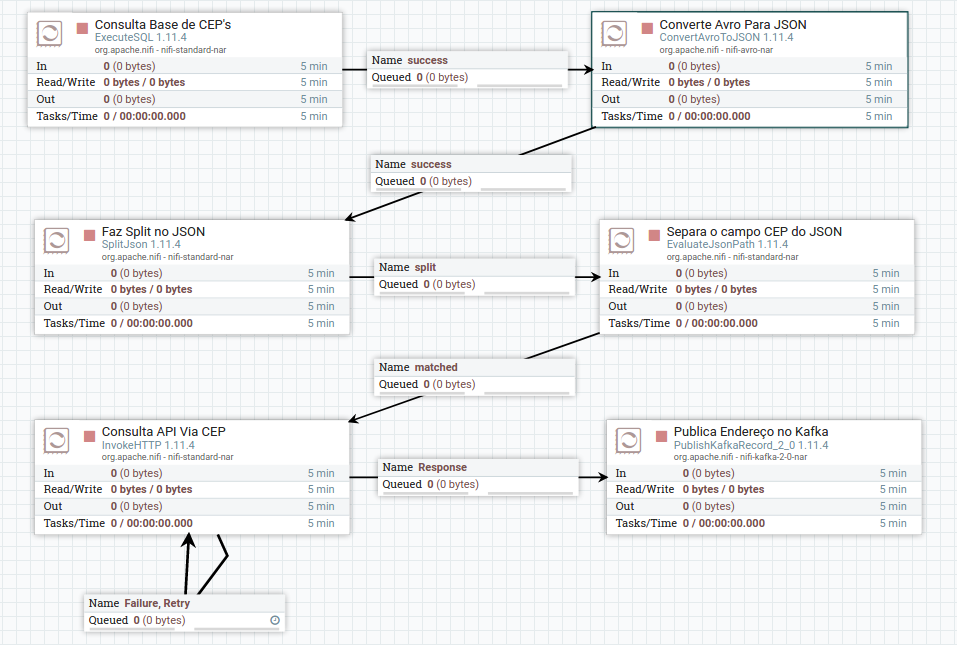 Consulta Base de CEP's
ExecuteSQL 1.11.4
org.apache.nifi - nifi-standard-nar
In 0 (0 bytes) 5 min
Read/Write 0 bytes / 0 bytes 5 min
Out 0 (0 bytes) 5 min
Tasks/Time 0 / 00:00:00.000 5 min
Name success
Queued 0 (0 bytes)
Converte Avro Para JSON
ConvertAvroToJSON 1.11.4
org.apache.nifi - nifi-avro-nar
In 0 (0 bytes) 5 min
Read/Write 0 bytes / 0 bytes 5 min
Out 0 (0 bytes) 5 min
Tasks/Time 0 / 00:00:00.000 5 min
Name success
Queued 0 (0 bytes)
Faz Split no JSON
SplitJson 1.11.4
org.apache.nifi - nifi-standard-nar
In 0 (0 bytes) 5 min
Read/Write 0 bytes / 0 bytes 5 min
Out 0 (0 bytes) 5 min
Tasks/Time 0 / 00:00:00.000 5 min
Name split
Queued 0 (0 bytes)
Separa o campo CEP do JSON
EvaluateJsonPath 1.11.4
org.apache.nifi - nifi-standard-nar
In 0 (0 bytes) 5 min
Read/Write 0 bytes / 0 bytes 5 min
Out 0 (0 bytes) 5 min
Tasks/Time 0 / 00:00:00.000 5 min
Name matched
Queued 0 (0 bytes)
Consulta API Via CEP
InvokeHTTP 1.11.4
org.apache.nifi - nifi-standard-nar
In 0 (0 bytes) 5 min
Read/Write 0 bytes / 0 bytes 5 min
Out 0 (0 bytes) 5 min
Tasks/Time 0 / 00:00:00.000 5 min
Name Response
Queued 0 (0 bytes)
Publica Endereço no Kafka
PublishKafkaRecord_2_0 1.11.4
org.apache.nifi - nifi-kafka-2-0-nar
In 0 (0 bytes) 5 min
Read/Write 0 bytes / 0 bytes 5 min
Out 0 (0 bytes) 5 min
Tasks/Time 0 / 00:00:00.000 5 min
Name Failure, Retry
Queued 0 (0 bytes)